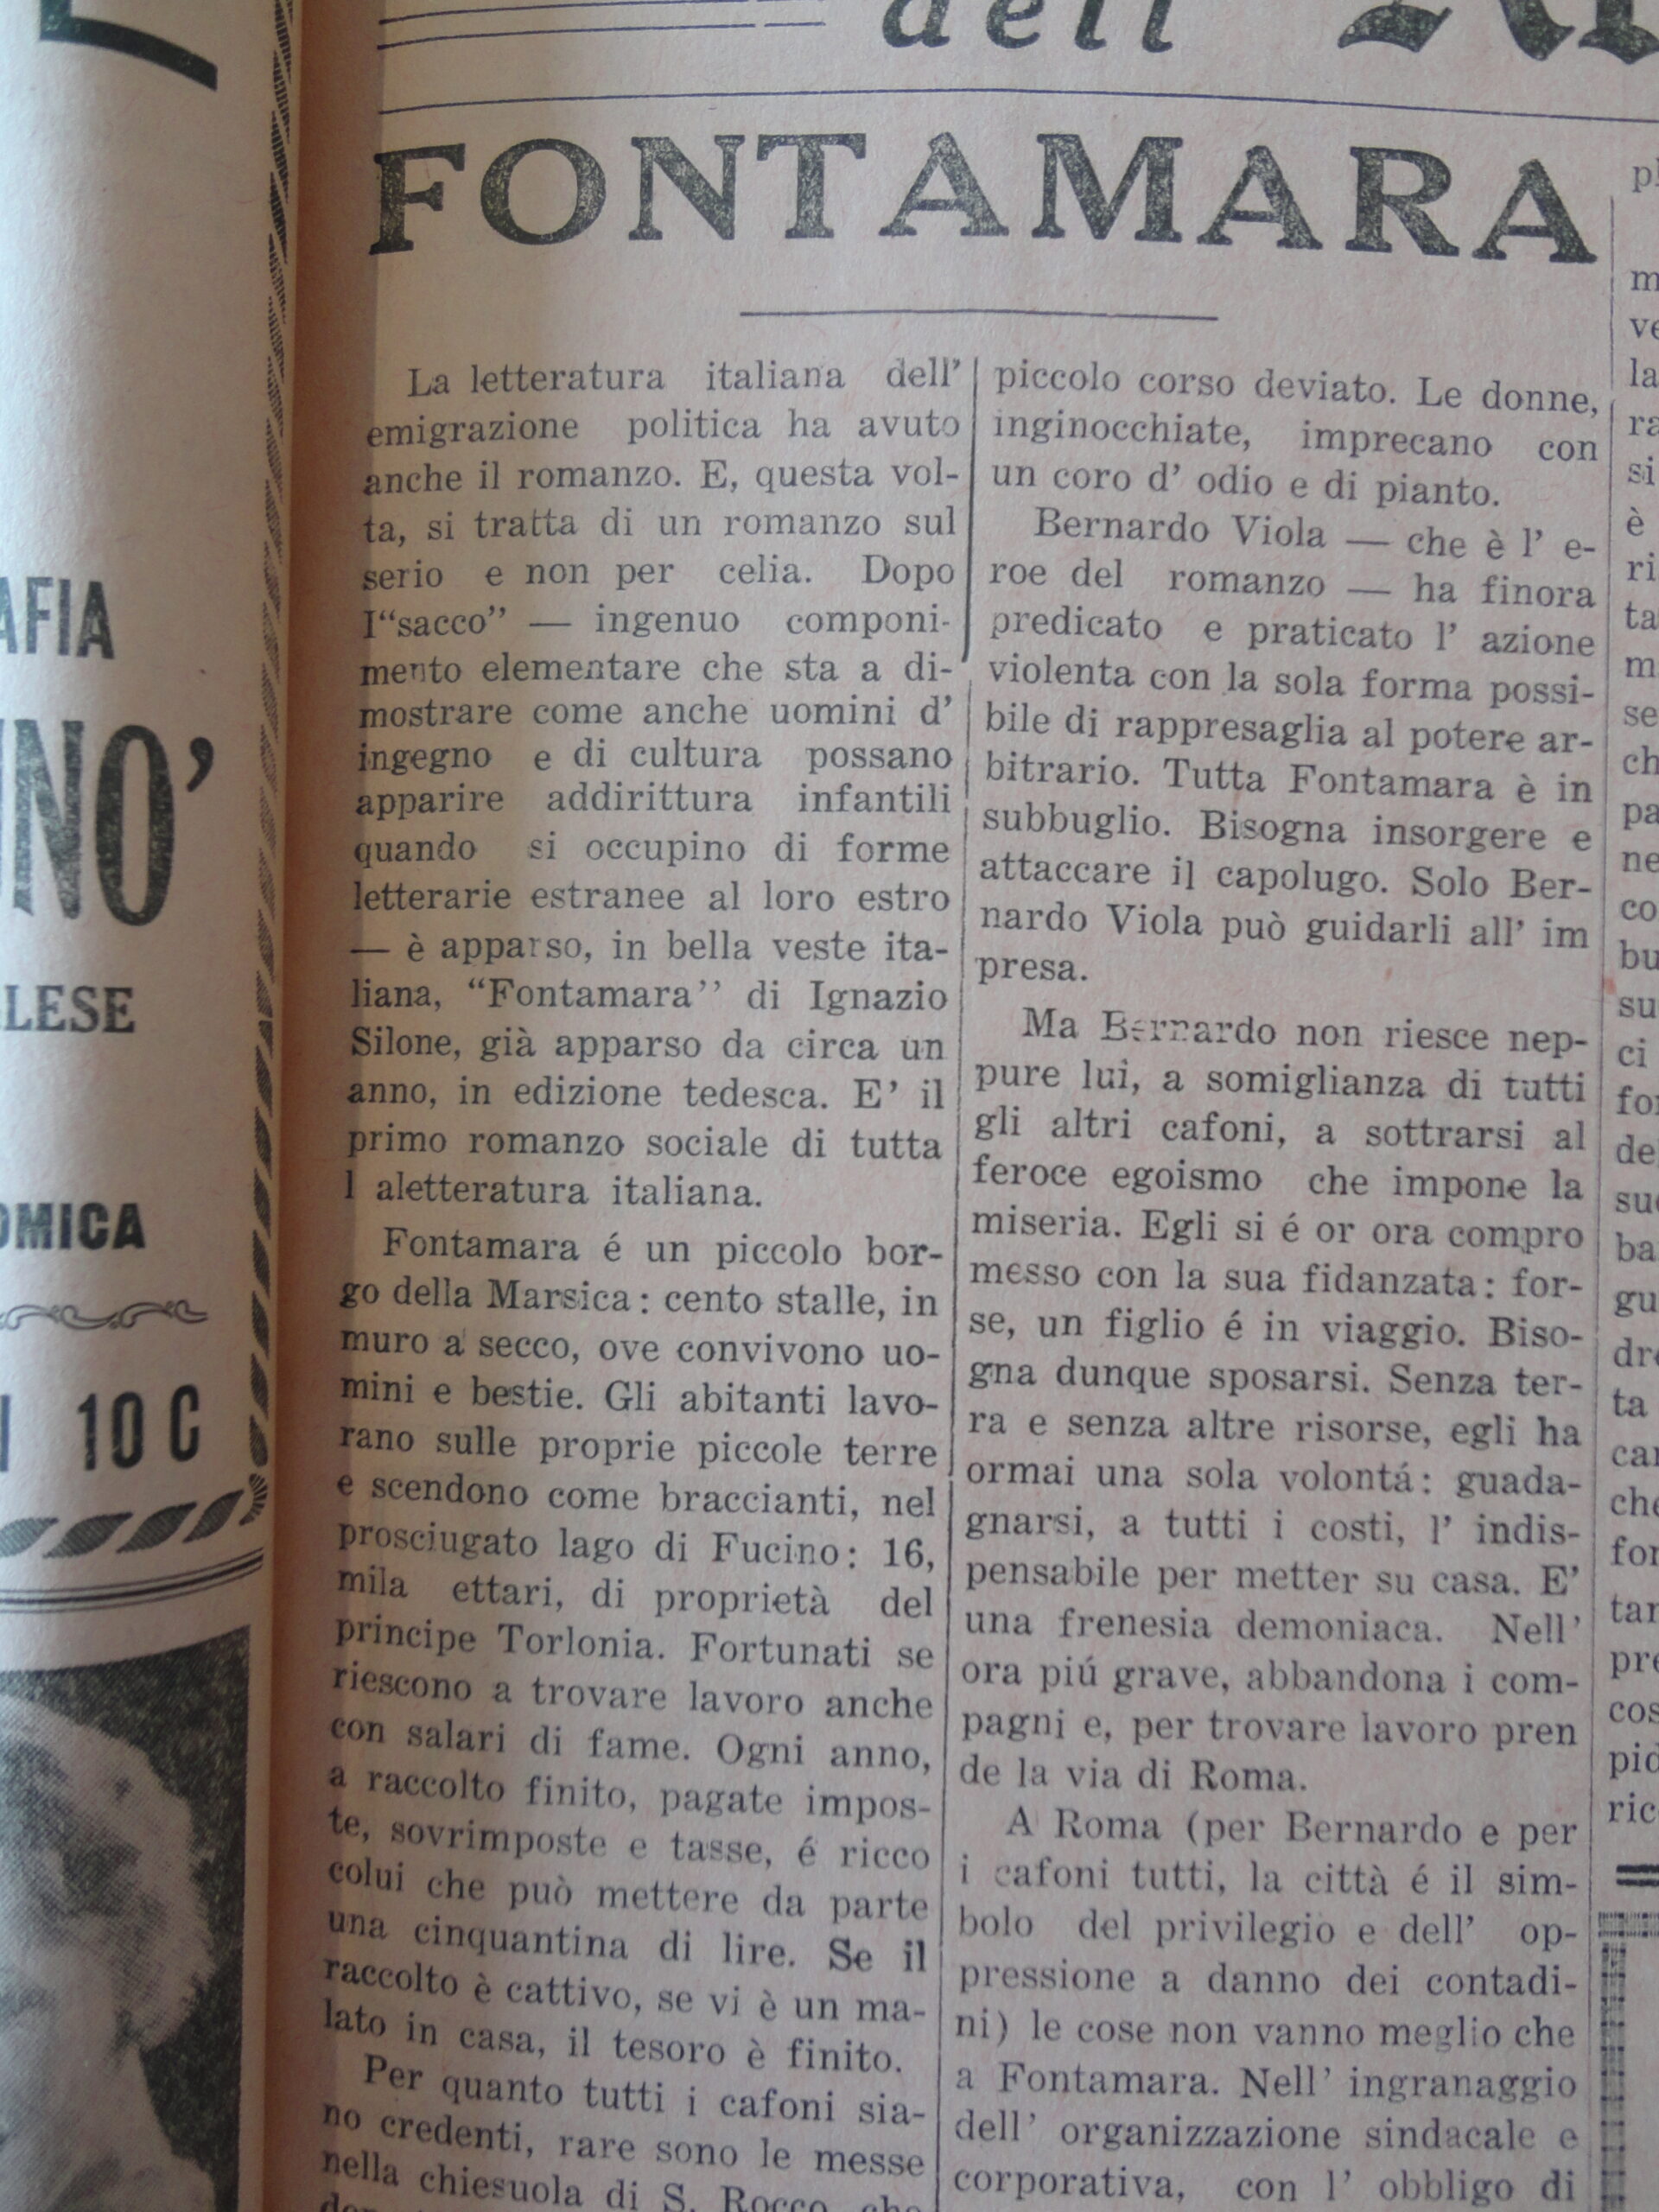 dell'
FONTAMARA
La letteratura italiana dell'
emigrazione politica ha avuto
anche il romanzo. E, questa vol-
ta, si tratta di un romanzo sul
serio e non per celia. Dopo
I“sacco” — ingenuo componi-
mento elementare che sta a di-
mostrare come anche uomini d'
ingegno e di cultura possano
apparire addirittura infantili
quando si occupino di forme
letterarie estranee al loro estro
— è apparso, in bella veste ita-
liana, “Fontamara'' di Ignazio
Silone, già apparso da circa un
anno, in edizione tedesca. E' il
primo romanzo sociale di tutta
l aletteratura italiana.
Fontamara é un piccolo bor-
go della Marsica: cento stalle, in
muro a secco, ove convivono uo-
mini e bestie. Gli abitanti lavo-
rano sulle proprie piccole terre
e scendono come braccianti, nel
prosciugato lago di Fucino: 16,
mila ettari, di proprietà del
principe Torlonia. Fortunati se
riescono a trovare lavoro anche
con salari di fame. Ogni anno,
a raccolto finito, pagate impos-
te, sovrimposte e tasse, é ricco
colui che può mettere da parte
una cinquantina di lire. Se il
raccolto è cattivo, se vi è un ma-
lato in casa, il tesoro è finito.
Per quanto tutti i cafoni sia-
no credenti, rare sono le messe
nella chiesuola di S. Rocco, che
piccolo corso deviato. Le donne,
inginocchiate, imprecano con
un coro d' odio e di pianto.
Bernardo Viola — che è l' e-
roe del romanzo — ha finora
predicato e praticato l' azione
violenta con la sola forma possi-
bile di rappresaglia al potere ar-
bitrario. Tutta Fontamara è in
subbuglio. Bisogna insorgere e
attaccare il capolugo. Solo Ber-
nardo Viola può guidarli all' im
presa.
Ma Bernardo non riesce nep-
pure lui, a somiglianza di tutti
gli altri cafoni, a sottrarsi al
feroce egoismo che impone la
miseria. Egli si é or ora compro
messo con la sua fidanzata: for-
se, un figlio é in viaggio. Biso-
gna dunque sposarsi. Senza ter-
ra e senza altre risorse, egli ha
ormai una sola volontá: guada-
gnarsi, a tutti i costi, l' indis-
pensabile per metter su casa. E'
una frenesia demoniaca. Nell'
ora piú grave, abbandona i com-
pagni e, per trovare lavoro pren
de la via di Roma.
A Roma (per Bernardo e per
i cafoni tutti, la città é il sim-
bolo del privilegio e dell' op-
pressione a danno dei contadi-
ni) le cose non vanno meglio che
a Fontamara. Nell' ingranaggio
dell' organizzazione sindacale e
corporativa, con l' obbligo di
AFIA
NO'
LESE
OMICA
10 C